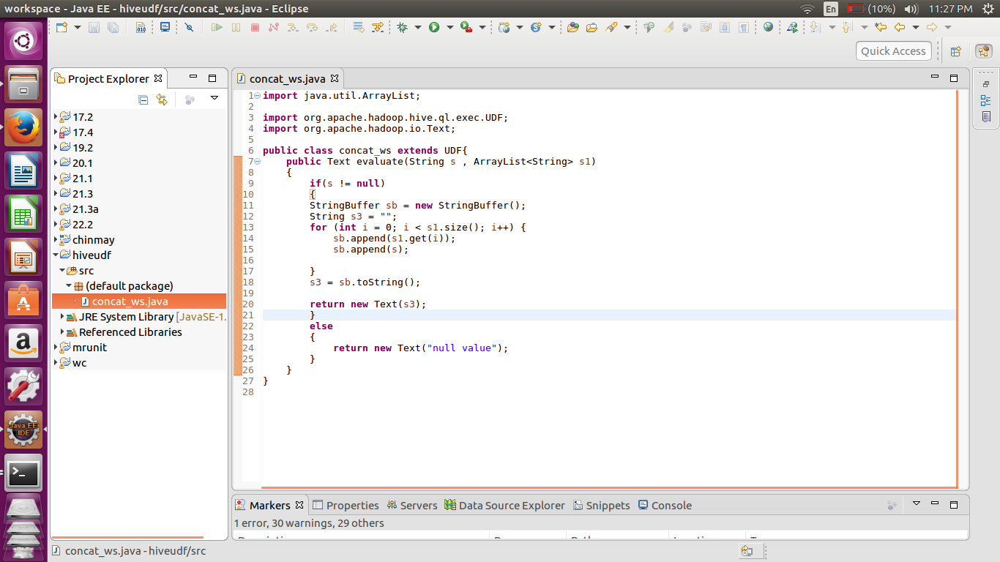 workspace - Java EE - hiveudf/src/concat_ws.java - Eclipse
En
(10%)
11:27 PM
Quick Access
Project Explorer
17.2
17.4
19.2
20.1
21.1
21.3
21.3a
22.2
chinmay
hiveudf
src
(default package)
concat_ws.java
JRE System Library [JavaSE-1.
Referenced Libraries
mrunit
wc
Java EE
IDE
concat_ws.java
1 import java.util.ArrayList;
2
3 import org.apache.hadoop.hive.ql.exec.UDF;
4 import org.apache.hadoop.io.Text;
5
6 public class concat_ws extends UDF{
7     public Text evaluate(String s , ArrayList<String> s1)
8     {
9         if(s != null)
10         {
11         StringBuffer sb = new StringBuffer();
12         String s3 = "";
13         for (int i = 0; i < s1.size(); i++) {
14             sb.append(s1.get(i));
15             sb.append(s);
16
17         }
18         s3 = sb.toString();
19
20         return new Text(s3);
21         }
22         else
23         {
24             return new Text("null value");
25         }
26     }
27 }
28
Markers
Properties
Servers
Data Source Explorer
Snippets
Console
1 error, 30 warnings, 29 others
concat_ws.java - hiveudf/src